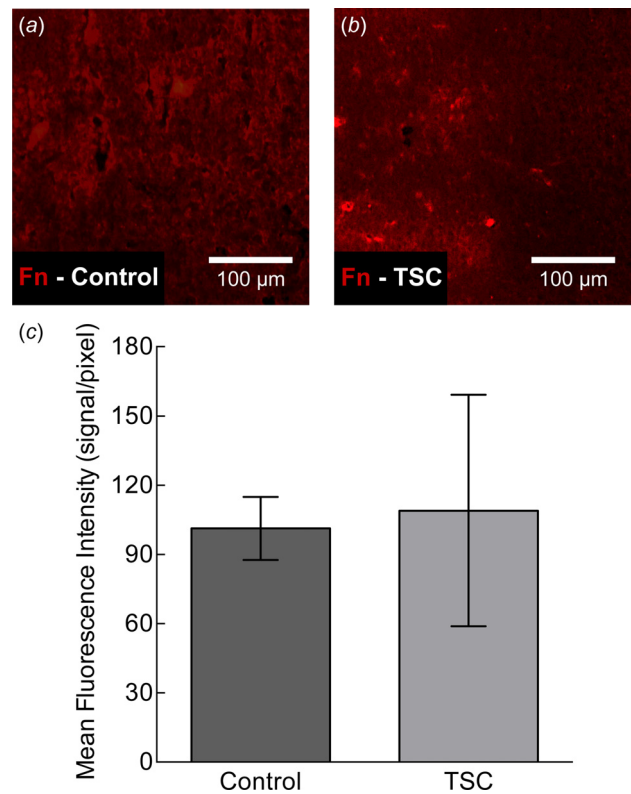 (a)
(b)
Fn - Control
100 µm
Fn - TSC
100 µm
(c)
Mean Fluorescence Intensity (signal/pixel)
180
150
120
90
60
30
0
Control
TSC